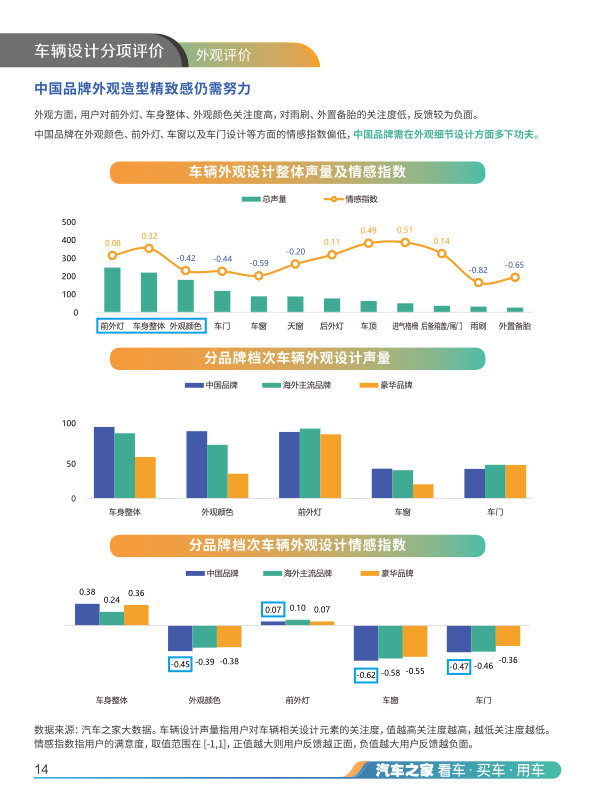 车辆设计分项评价
外观评价
中国品牌外观造型精致感仍需努力
外观方面，用户对前外灯、车身整体、外观颜色关注度高，对雨刷、外置备胎的关注度低，反馈较为负面。
中国品牌在外观颜色、前外灯、车窗以及车门设计等方面的情感指数偏低，中国品牌需在外观细节设计方面多下功夫。
车辆外观设计整体声量及情感指数
总声量 情感指数
500
400
300
200
100
0
0.08 0.32 -0.42 -0.44 -0.59 -0.20 0.11 0.49 0.51 0.14 -0.82 -0.65
前外灯 车身整体 外观颜色 车门 车窗 天窗 后外灯 车顶 进气格栅 后备箱盖/尾门 雨刷 外置备胎
分品牌档次车辆外观设计声量
中国品牌 海外主流品牌 豪华品牌
100
50
0
车身整体 外观颜色 前外灯 车窗 车门
分品牌档次车辆外观设计情感指数
中国品牌 海外主流品牌 豪华品牌
0.38 0.24 0.36 0.07 0.10 0.07
-0.45 -0.39 -0.38 -0.62 -0.58 -0.55 -0.47 -0.46 -0.36
车身整体 外观颜色 前外灯 车窗 车门
数据来源：汽车之家大数据。车辆设计声量指用户对车辆相关设计元素的关注度，值越高关注度越高，越低关注度越低。
情感指数指用户的满意度，取值范围在 [-1,1]，正值越大则用户反馈越正面，负值越大用户反馈越负面。
14
汽车之家 看车·买车·用车